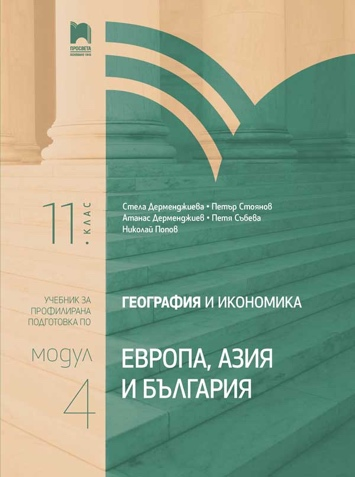 ПРОСВЕТА
Стела Дерменджиева • Петър Стоянов
Атанас Дерменджиев • Петя Събева
Николай Попов
11 • КЛАС
УЧЕБНИК ЗА
ПРОФИЛИРАНА
ПОДГОТОВКА ПО
ГЕОГРАФИЯ И ИКОНОМИКА
МОДУЛ
4
ЕВРОПА, АЗИЯ
И БЪЛГАРИЯ